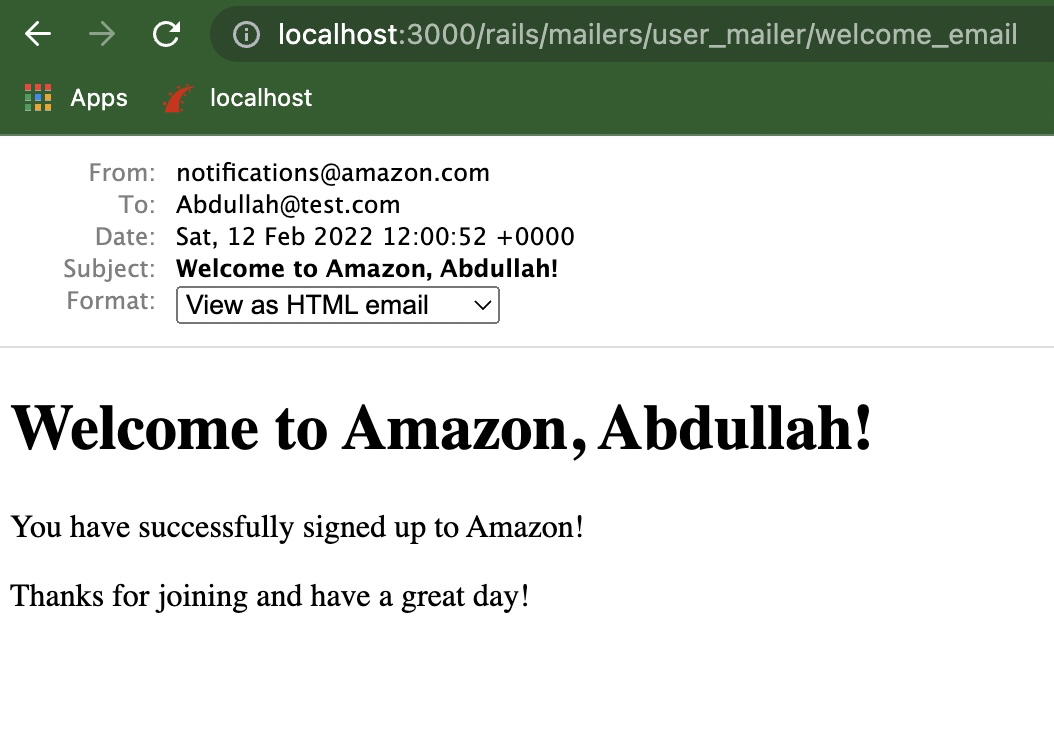 localhost:3000/rails/mailers/user_mailer/welcome_email
Apps localhost
From: notifications@amazon.com
To: Abdullah@test.com
Date: Sat, 12 Feb 2022 12:00:52 +0000
Subject: Welcome to Amazon, Abdullah!
Format: View as HTML email
Welcome to Amazon, Abdullah!
You have successfully signed up to Amazon!
Thanks for joining and have a great day!